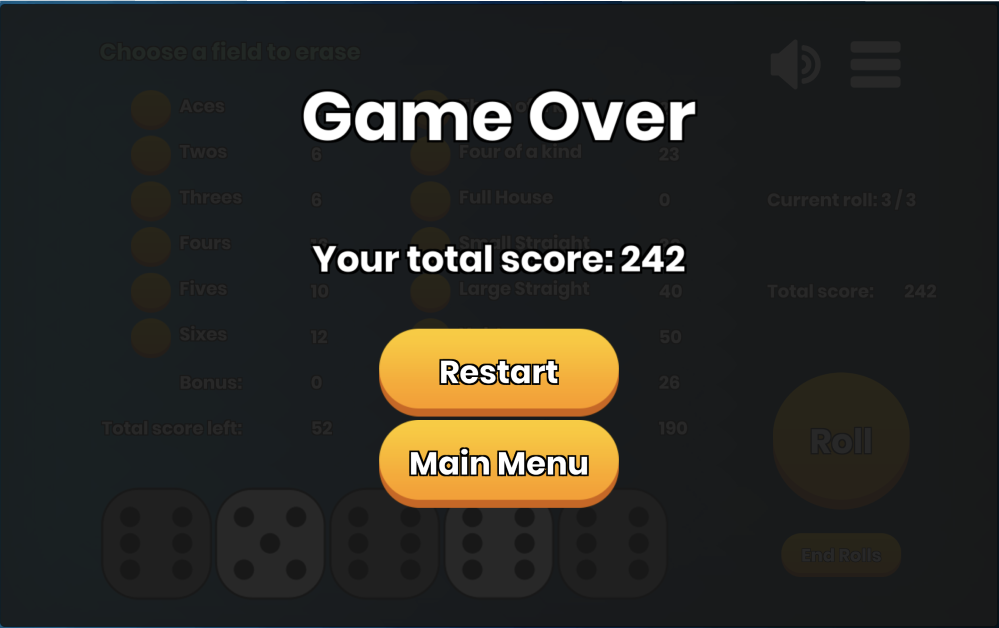 Choose a field to erase
Game Over
Aces
Twos 6 Four of a kind 23
Threes 6 Full House 0 Current roll: 3 / 3
Fours Small Straight
Your total score: 242
Fives 10 Large Straight 40 Total score: 242
Sixes 12 50
Restart
Bonus: 0 26
Total score left: 52 190
Roll
Main Menu
End Rolls